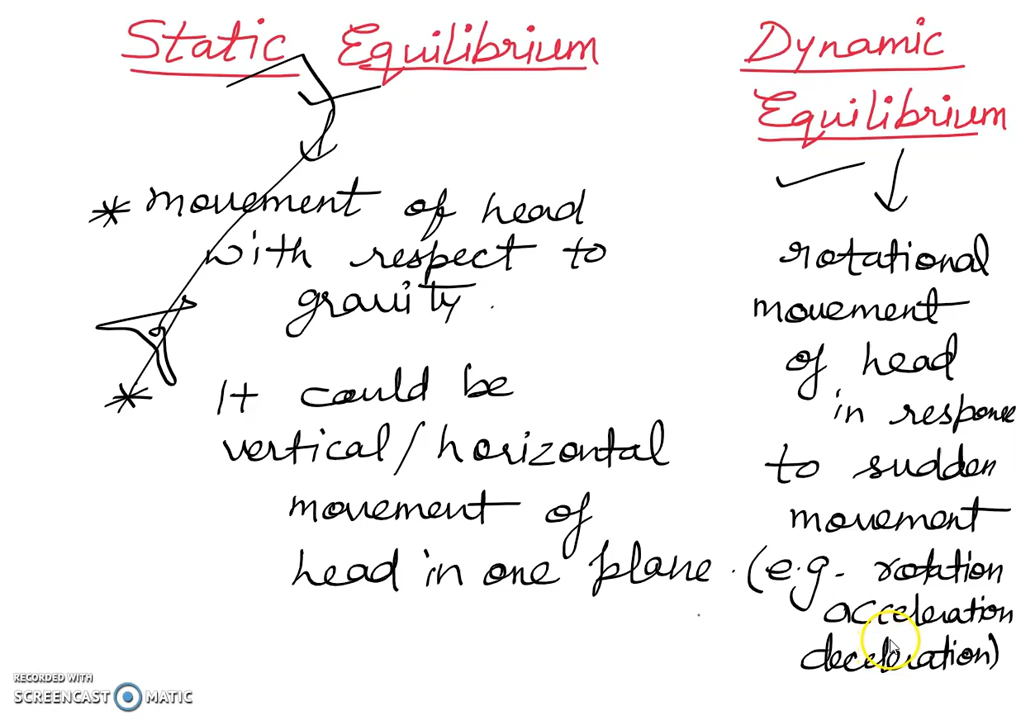 Static Equilibrium
* movement of head
with respect to
gravity.
* It could be
vertical/horizontal
movement of
head in one plane.
Dynamic
Equilibrium
rotational
movement
of head
in response
to sudden
movement
(e.g. rotation
acceleration
deceleration)
RECORDED WITH
SCREENCAST MATIC